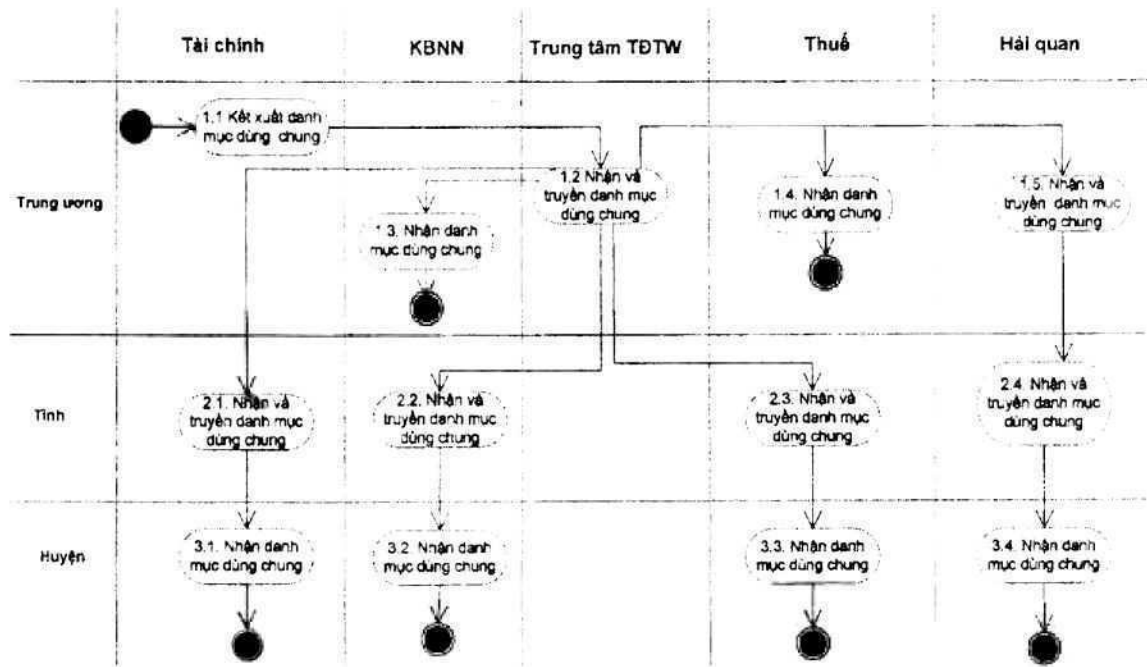 Tài chính
KBNN
Trung tâm TĐTW
Thuế
Hải quan
Trung ương
1.1 Kết xuất danh
mục dùng chung
1.2 Nhận và
truyền danh mục
dùng chung
1.3. Nhận danh
mục dùng chung
1.4. Nhận danh
mục dùng chung
1.5. Nhận và
truyền danh mục
dùng chung
Tỉnh
2.1. Nhận và
truyền danh mục
dùng chung
2.2. Nhận và
truyền danh mục
dùng chung
2.3. Nhận và
truyền danh mục
dùng chung
2.4. Nhận và
truyền danh mục
dùng chung
Huyện
3.1. Nhận danh
mục dùng chung
3.2. Nhận danh
mục dùng chung
3.3. Nhận danh
mục dùng chung
3.4. Nhận danh
mục dùng chung